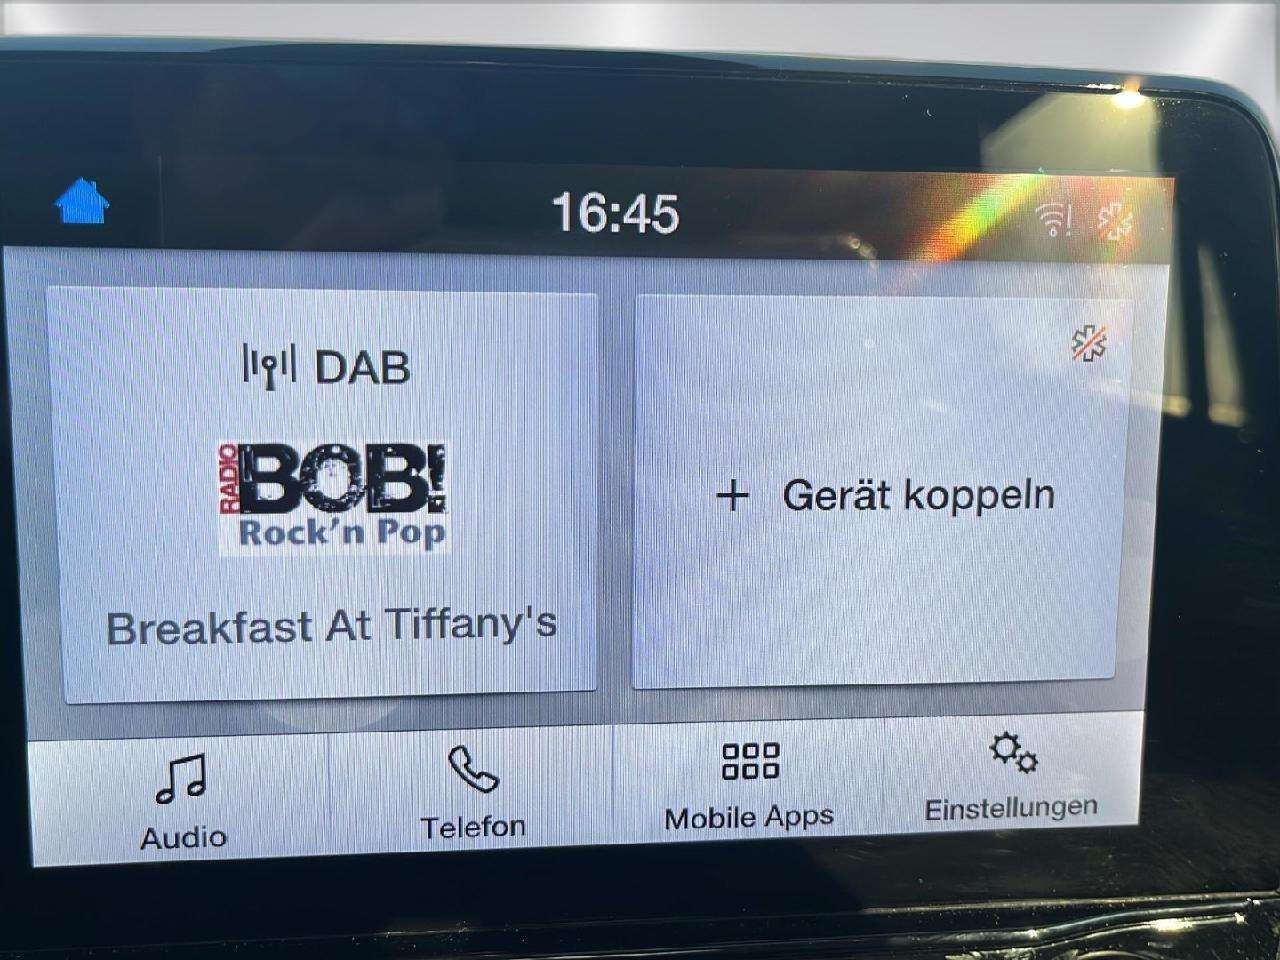 16:45
DAB
RADIO
BOB!
Rock'n Pop
Breakfast At Tiffany's
+ Gerät koppeln
Audio
Telefon
Mobile Apps
Einstellungen